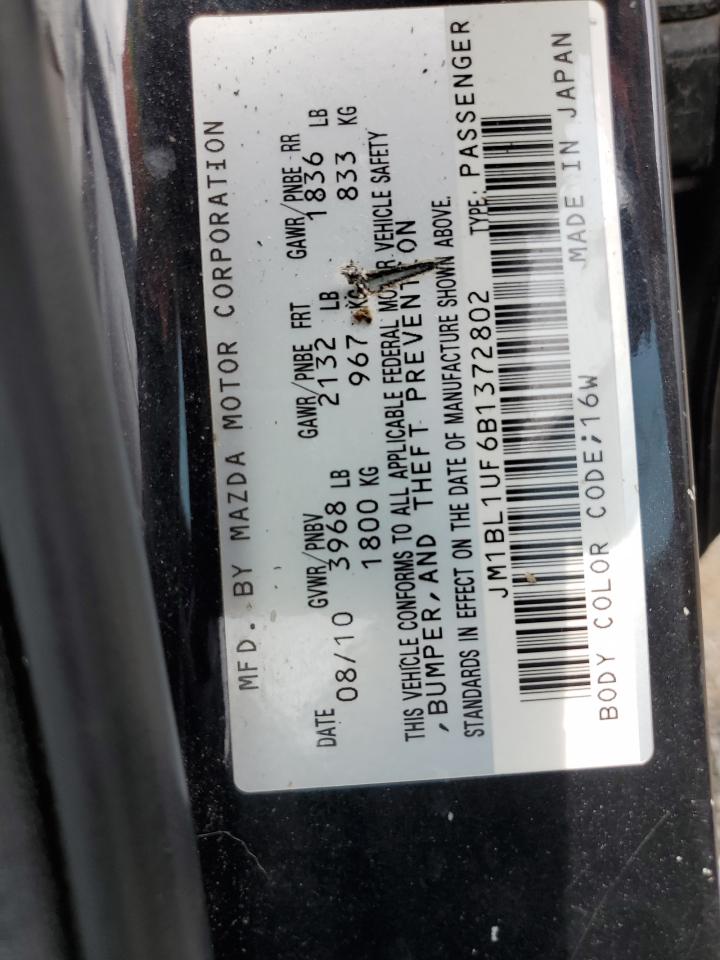 MFD. BY MAZDA MOTOR CORPORATION
DATE GVWR/PNBV GAWR/PNBE FRT GAWR/PNBE RR
08/10 3968 LB 2132 LB 1836 LB
1800 KG 967 KG 833 KG
THIS VEHICLE CONFORMS TO ALL APPLICABLE FEDERAL MOTOR VEHICLE SAFETY
,BUMPER,AND THEFT PREVENTION
STANDARDS IN EFFECT ON THE DATE OF MANUFACTURE SHOWN ABOVE.
JM1BL1UF6B1372802 TYPE: PASSENGER
BODY COLOR CODE;16W MADE IN JAPAN